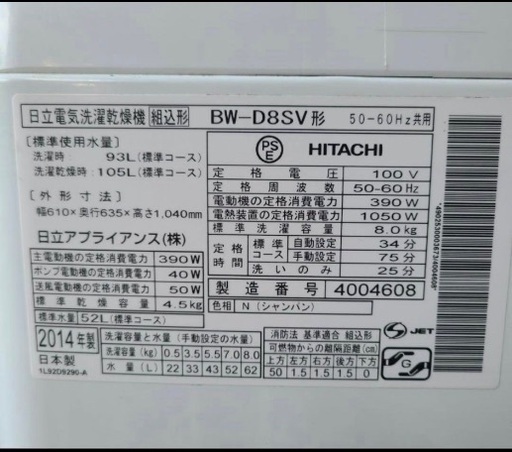 日立電気洗濯乾燥機 組込形 BW-D8SV形 50-60Hz共用
〔標準使用水量〕
洗濯時: 93L(標準コース)
洗濯乾燥時:105L(標準コース)
〔外形寸法〕
幅610×奥行635×高さ1,040mm
日立アプライアンス(株)
主電動機の定格消費電力 390W
ポンプ電動機の定格消費電力 40W
送風電動機の定格消費電力 50W
標準乾燥容量 4.5kg
標準水量 52L(標準コース)
PSE HITACHI
定格電圧 100V
定格周波数 50-60Hz
電動機の定格消費電力 390W
電熱装置の定格消費電力 1050W
標準洗濯容量 8.0kg
定格時間 標準コース 自動設定 34分
手動設定 75分
洗いのみ 25分
製造番号 4004608
色相 N(シャンパン)
2014年製
日本製
1L92D9290-A
洗濯容量と水量(手動設定の水量)
洗濯容量(kg) 0.5 3.5 5.5 7.0 8.0
水量(L) 22 33 43 52 62
消防法 基準適合 組込形
可燃物からの離隔距離(cm)
上方 左方 右方 前方 後方 下方
50 1.5 5 1.5 1.5 0
S JET
G